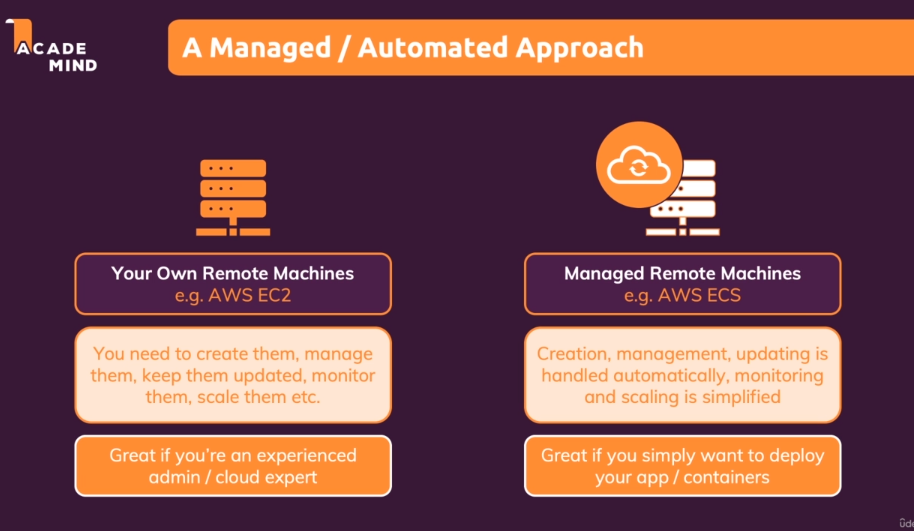 ACADE
MIND
A Managed / Automated Approach
Your Own Remote Machines
e.g. AWS EC2
You need to create them, manage
them, keep them updated, monitor
them, scale them etc.
Great if you're an experienced
admin / cloud expert
Managed Remote Machines
e.g. AWS ECS
Creation, management, updating is
handled automatically, monitoring
and scaling is simplified
Great if you simply want to deploy
your app / containers